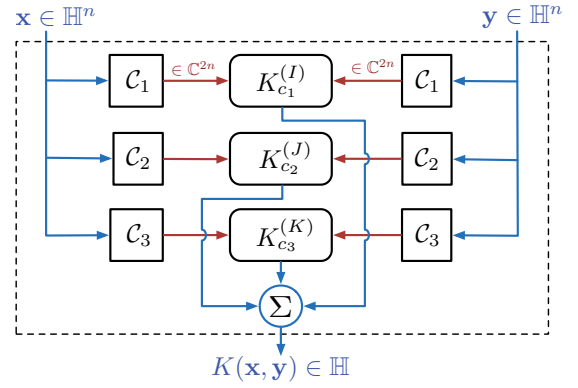 𝐱 ∈ ℍⁿ 𝐲 ∈ ℍⁿ
𝒞₁ ∈ ℂ²ⁿ K_{c₁}^{(I)} ∈ ℂ²ⁿ 𝒞₁
𝒞₂ K_{c₂}^{(J)} 𝒞₂
𝒞₃ K_{c₃}^{(K)} 𝒞₃
Σ
K(𝐱, 𝐲) ∈ ℍ